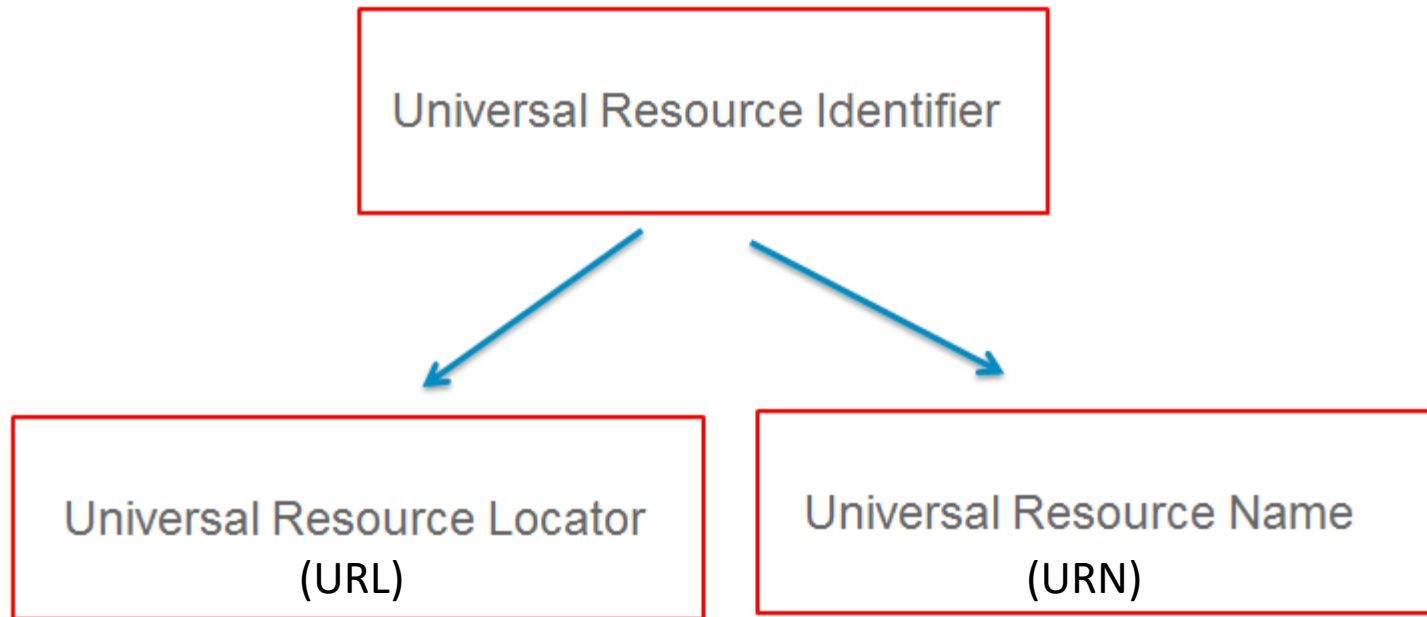 Universal Resource Identifier
Universal Resource Locator
(URL)
Universal Resource Name
(URN)